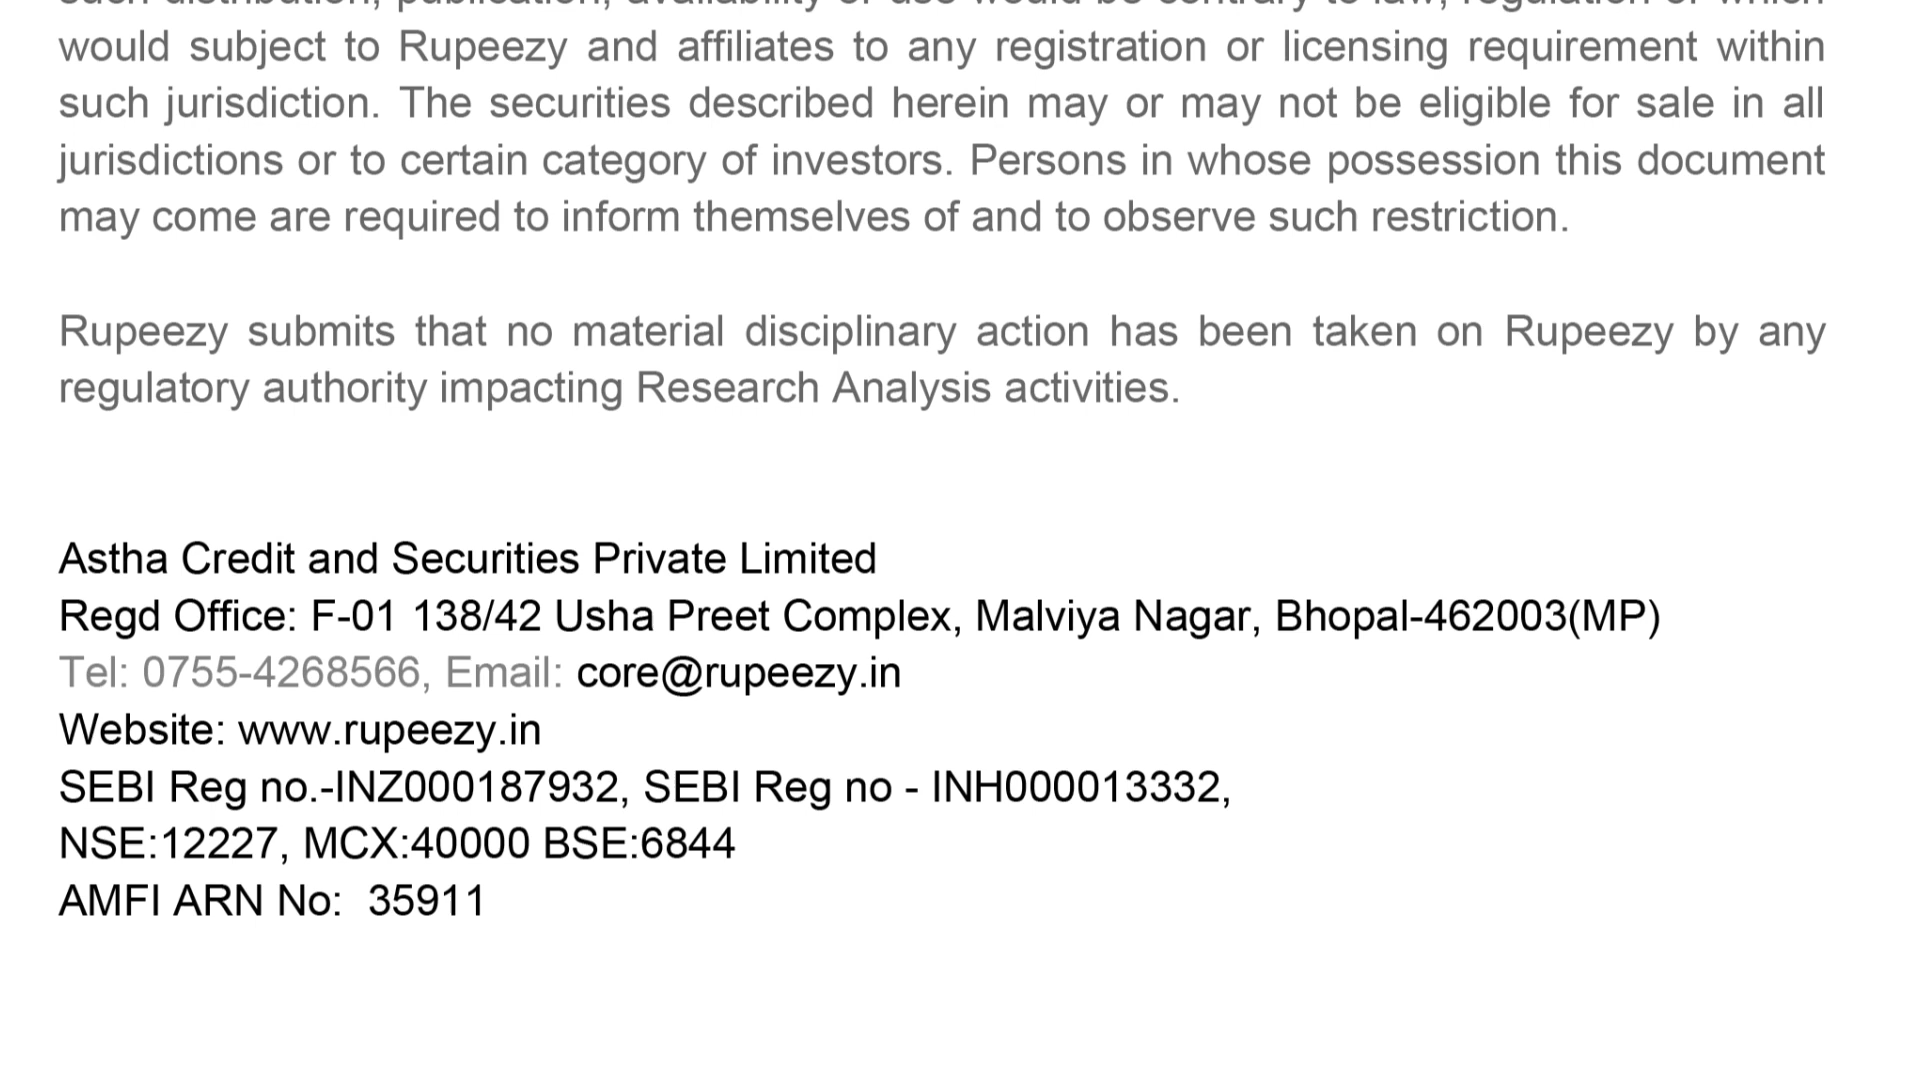 would subject to Rupeezy and affiliates to any registration or licensing requirement within
such jurisdiction. The securities described herein may or may not be eligible for sale in all
jurisdictions or to certain category of investors. Persons in whose possession this document
may come are required to inform themselves of and to observe such restriction.
Rupeezy submits that no material disciplinary action has been taken on Rupeezy by any
regulatory authority impacting Research Analysis activities.
Astha Credit and Securities Private Limited
Regd Office: F-01 138/42 Usha Preet Complex, Malviya Nagar, Bhopal-462003(MP)
Tel: 0755-4268566, Email: core@rupeezy.in
Website: www.rupeezy.in
SEBI Reg no.-INZ000187932, SEBI Reg no - INH000013332,
NSE:12227, MCX:40000 BSE:6844
AMFI ARN No:  35911